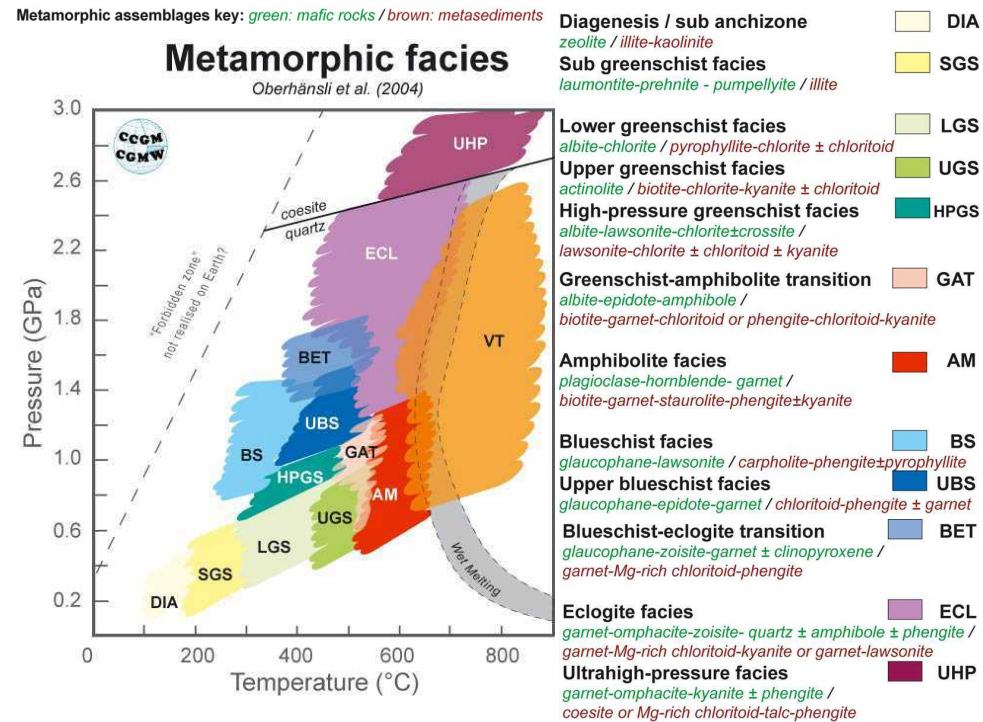 Metamorphic assemblages key: green: mafic rocks / brown: metasediments
Metamorphic facies
Oberhänsli et al. (2004)
CCGM
CGMW
3.0
2.6
2.2
1.8
1.4
1.0
0.6
0.2
Pressure (GPa)
0
200
400
600
800
Temperature (°C)
"Forbidden zone"
not realised on Earth?
coesite
quartz
UHP
ECL
VT
BET
UBS
BS
GAT
HPGS
AM
UGS
LGS
SGS
DIA
Wet Melting
Diagenesis / sub anchizone DIA
zeolite / illite-kaolinite
Sub greenschist facies SGS
laumontite-prehnite - pumpellyite / illite
Lower greenschist facies LGS
albite-chlorite / pyrophyllite-chlorite ± chloritoid
Upper greenschist facies UGS
actinolite / biotite-chlorite-kyanite ± chloritoid
High-pressure greenschist facies HPGS
albite-lawsonite-chlorite±crossite /
lawsonite-chlorite ± chloritoid ± kyanite
Greenschist-amphibolite transition GAT
albite-epidote-amphibole /
biotite-garnet-chloritoid or phengite-chloritoid-kyanite
Amphibolite facies AM
plagioclase-hornblende- garnet /
biotite-garnet-staurolite-phengite±kyanite
Blueschist facies BS
glaucophane-lawsonite / carpholite-phengite±pyrophyllite
Upper blueschist facies UBS
glaucophane-epidote-garnet / chloritoid-phengite ± garnet
Blueschist-eclogite transition BET
glaucophane-zoisite-garnet ± clinopyroxene /
garnet-Mg-rich chloritoid-phengite
Eclogite facies ECL
garnet-omphacite-zoisite- quartz ± amphibole ± phengite /
garnet-Mg-rich chloritoid-kyanite or garnet-lawsonite
Ultrahigh-pressure facies UHP
garnet-omphacite-kyanite ± phengite /
coesite or Mg-rich chloritoid-talc-phengite